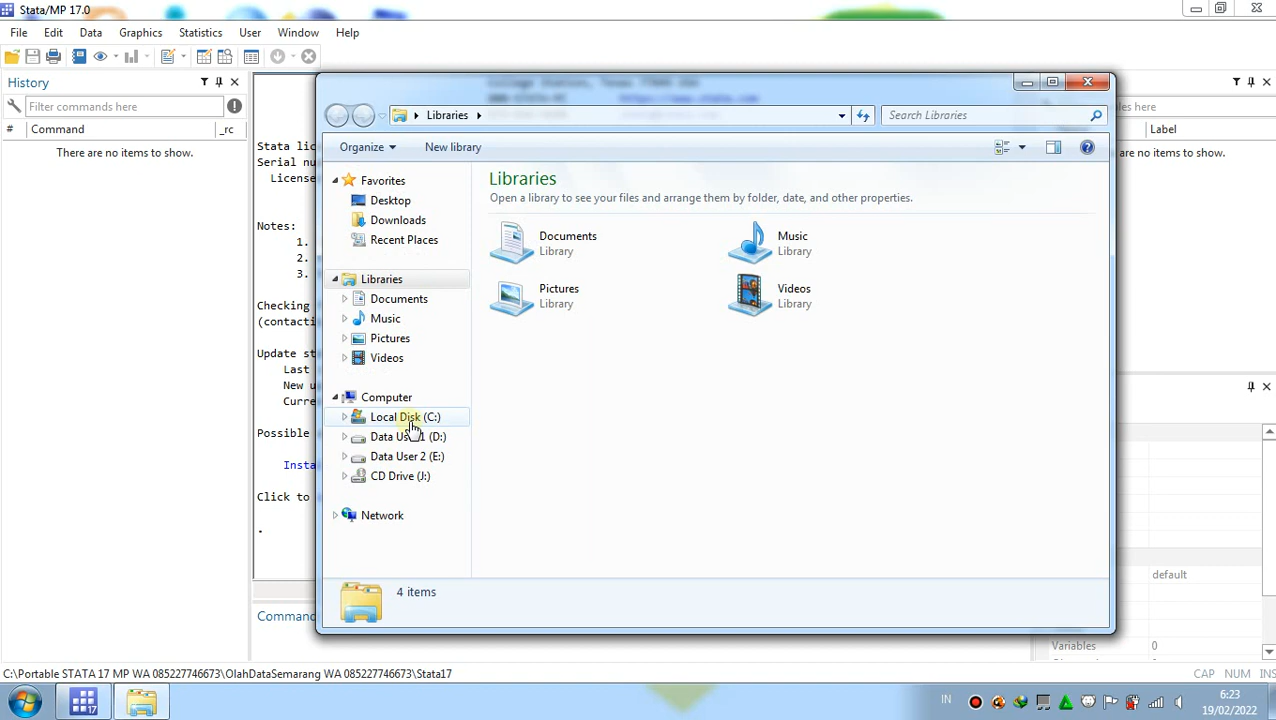 Stata/MP 17.0
File Edit Data Graphics Statistics User Window Help
History
Filter commands here
# Command _rc
There are no items to show.
Stata lic
Serial nu
License
Notes:
1.
2.
3.
Checking
(contacti
Update st
Last
New u
Curre
Possible
Insta
Click to
.
Comman
Libraries
Search Libraries
Organize
New library
Favorites
Desktop
Downloads
Recent Places
Libraries
Documents
Music
Pictures
Videos
Computer
Local Disk (C:)
Data User 1 (D:)
Data User 2 (E:)
CD Drive (J:)
Network
Libraries
Open a library to see your files and arrange them by folder, date, and other properties.
Documents
Library
Music
Library
Pictures
Library
Videos
Library
4 items
les here
Label
are no items to show.
default
Variables 0
C:\Portable STATA 17 MP WA 085227746673\OlahDataSemarang WA 085227746673\Stata17
CAP NUM INS
17
IN
6:23
19/02/2022